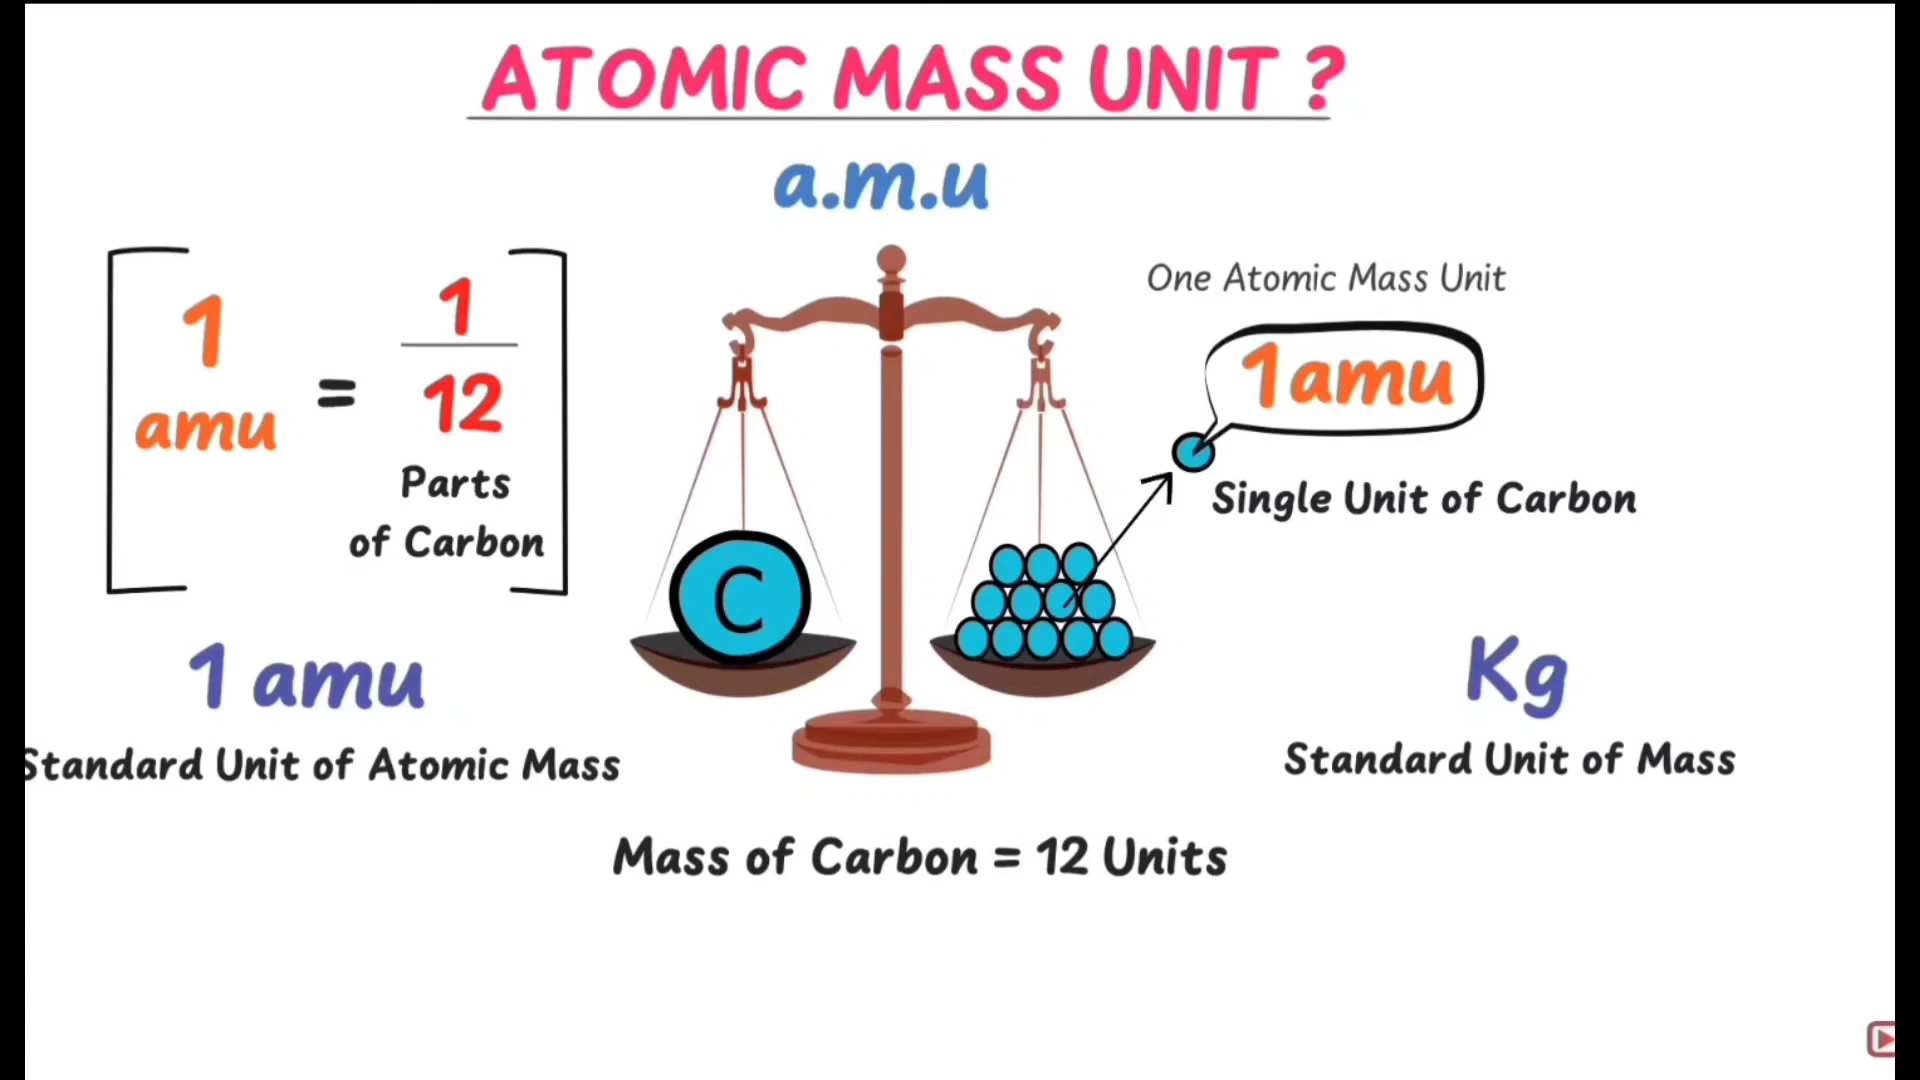 ATOMIC MASS UNIT ?
a.m.u
1
amu
=
1
12
Parts
of Carbon
One Atomic Mass Unit
1amu
Single Unit of Carbon
C
1 amu
Standard Unit of Atomic Mass
Kg
Standard Unit of Mass
Mass of Carbon = 12 Units